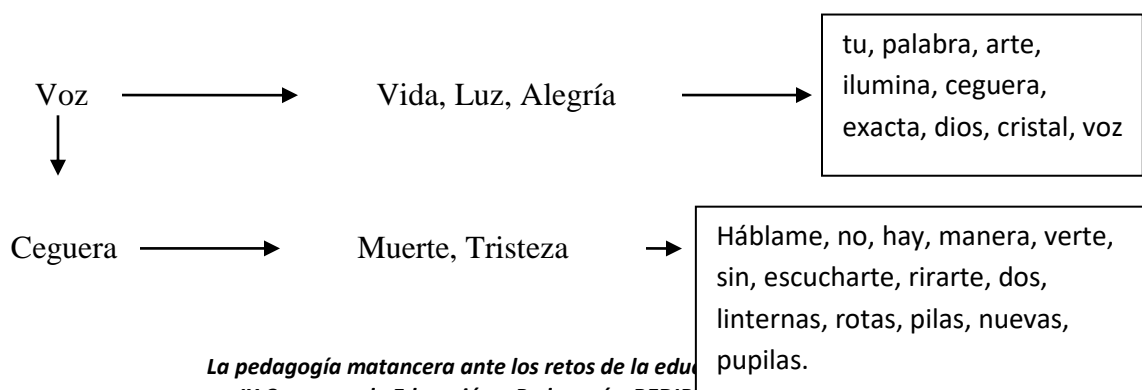 tu, palabra, arte,
Voz Vida, Luz, Alegría ilumina, ceguera,
exacta, dios, cristal, voz
Ceguera Muerte, Tristeza Háblame, no, hay, manera, verte,
sin, escucharte, rirarte, dos,
linternas, rotas, pilas, nuevas,
pupilas.
La pedagogía matancera ante los retos de la